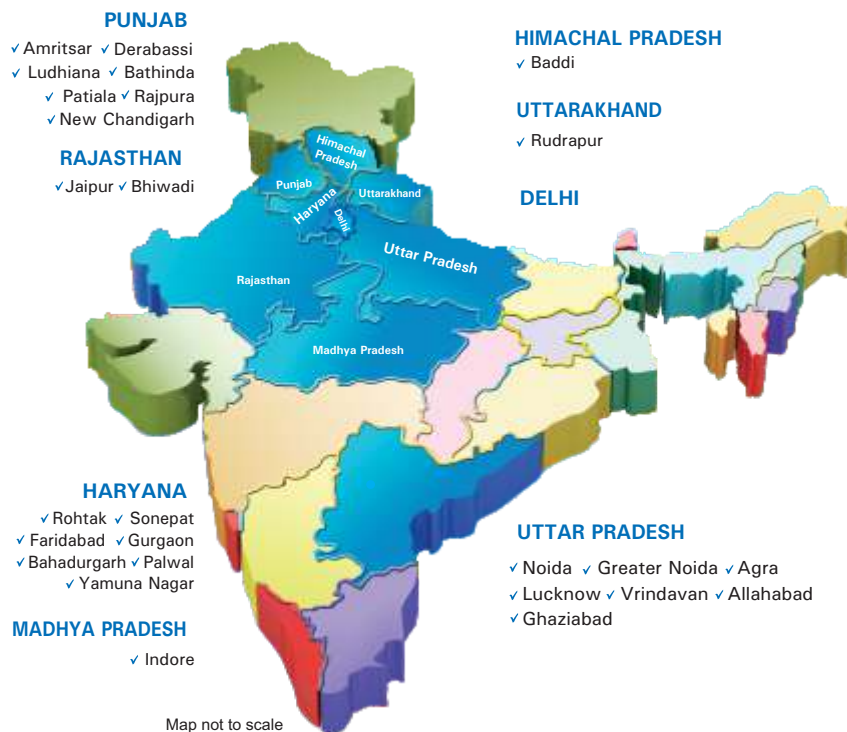 PUNJAB
✓ Amritsar ✓ Derabassi
✓ Ludhiana ✓ Bathinda
✓ Patiala ✓ Rajpura
✓ New Chandigarh
RAJASTHAN
✓ Jaipur ✓ Bhiwadi
HIMACHAL PRADESH
✓ Baddi
UTTARAKHAND
✓ Rudrapur
DELHI
Himachal
Pradesh
Punjab
Uttarakhand
Haryana
Delhi
Uttar Pradesh
Rajasthan
Madhya Pradesh
HARYANA
✓ Rohtak ✓ Sonepat
✓ Faridabad ✓ Gurgaon
✓ Bahadurgarh ✓ Palwal
✓ Yamuna Nagar
MADHYA PRADESH
✓ Indore
UTTAR PRADESH
✓ Noida ✓ Greater Noida ✓ Agra
✓ Lucknow ✓ Vrindavan ✓ Allahabad
✓ Ghaziabad
Map not to scale